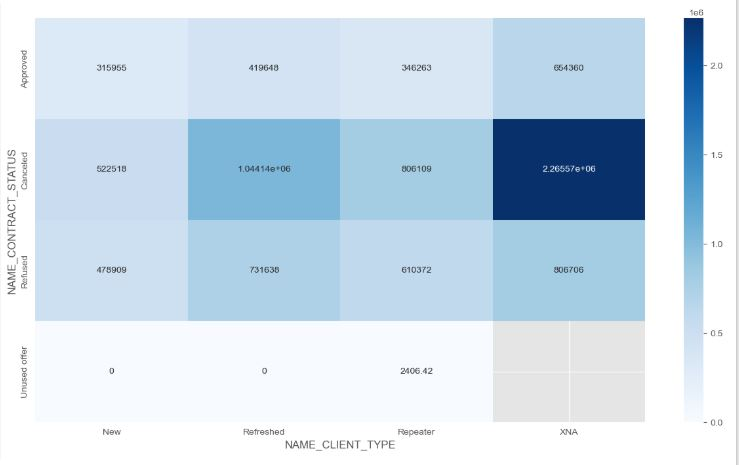 1e6
Approved 315955 419648 346263 654360
2.0
NAME_CONTRACT_STATUS
Canceled 522518 1.04414e+06 806109 2.26557e+06
1.5
1.0
Refused 478909 731638 610372 806706
0.5
Unused offer 0 0 2406.42
0.0
New Refreshed Repeater XNA
NAME_CLIENT_TYPE